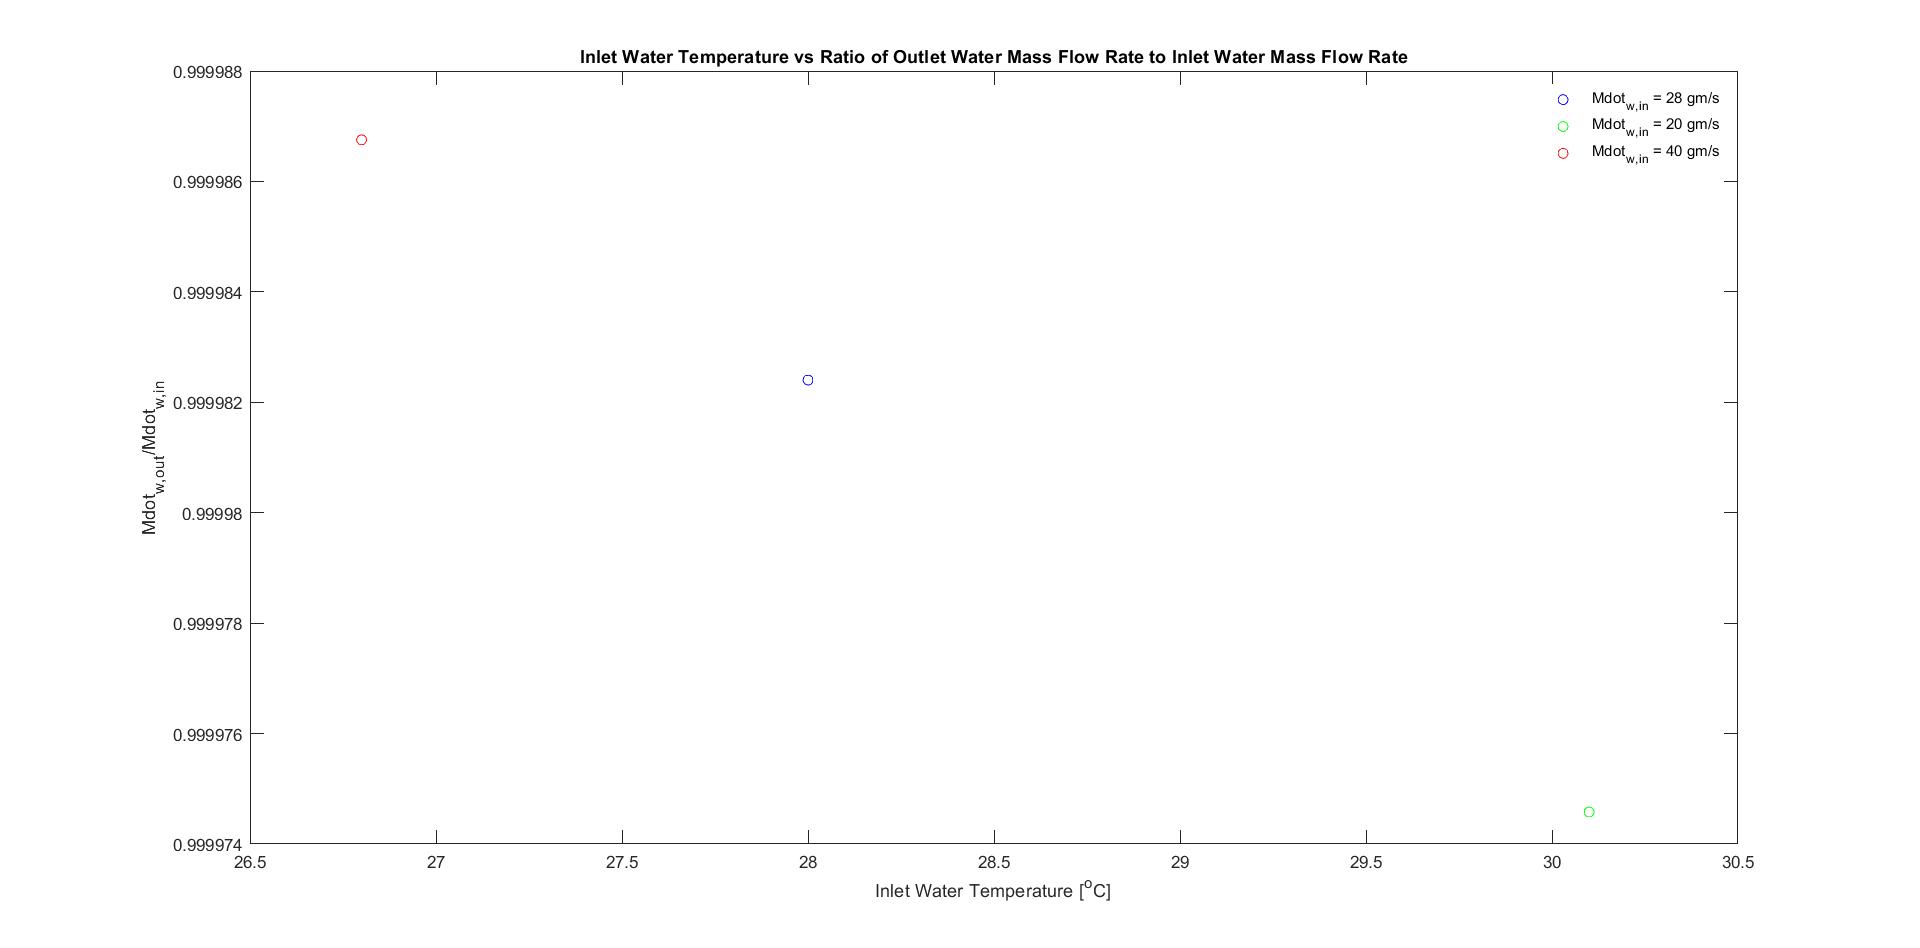 Inlet Water Temperature vs Ratio of Outlet Water Mass Flow Rate to Inlet Water Mass Flow Rate
0.999988
0.999986
0.999984
0.999982
0.99998
0.999978
0.999976
0.999974
Mdotw,out/Mdotw,in
Mdotw,in = 28 gm/s
Mdotw,in = 20 gm/s
Mdotw,in = 40 gm/s
26.5 27 27.5 28 28.5 29 29.5 30 30.5
Inlet Water Temperature [oC]